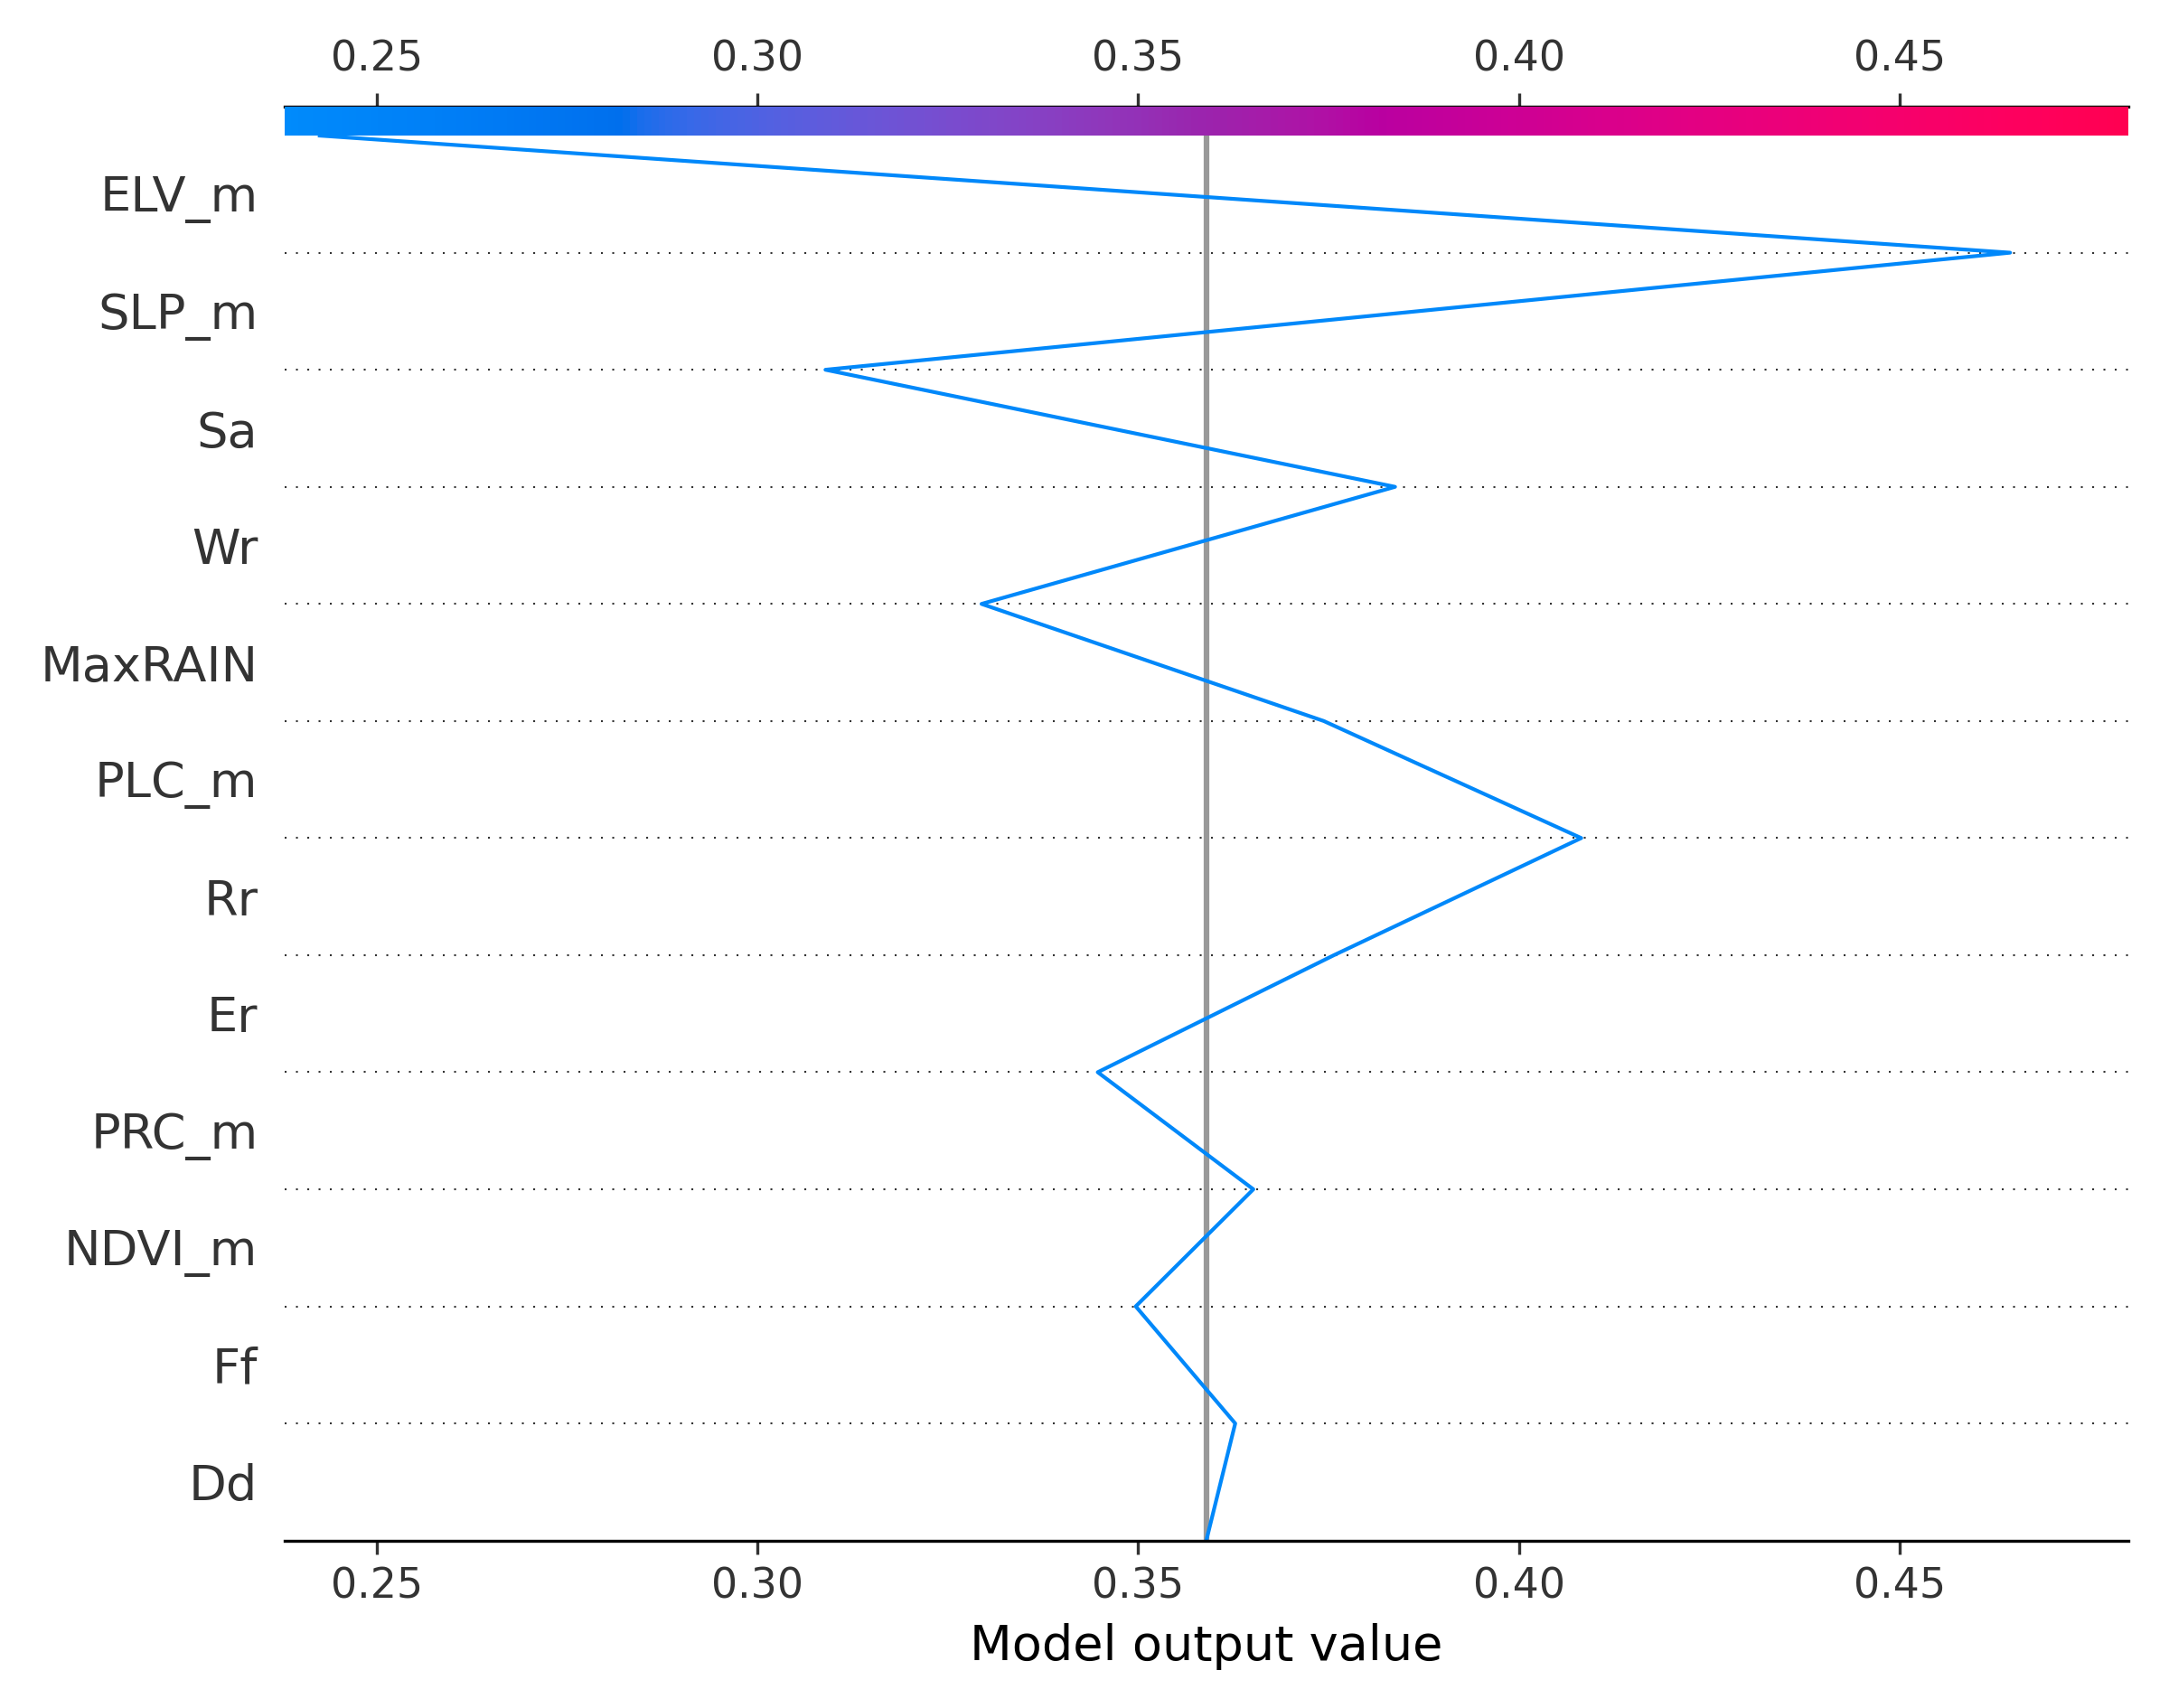 0.25 0.30 0.35 0.40 0.45
ELV_m
SLP_m
Sa
Wr
MaxRAIN
PLC_m
Rr
Er
PRC_m
NDVI_m
Ff
Dd
0.25 0.30 0.35 0.40 0.45
Model output value